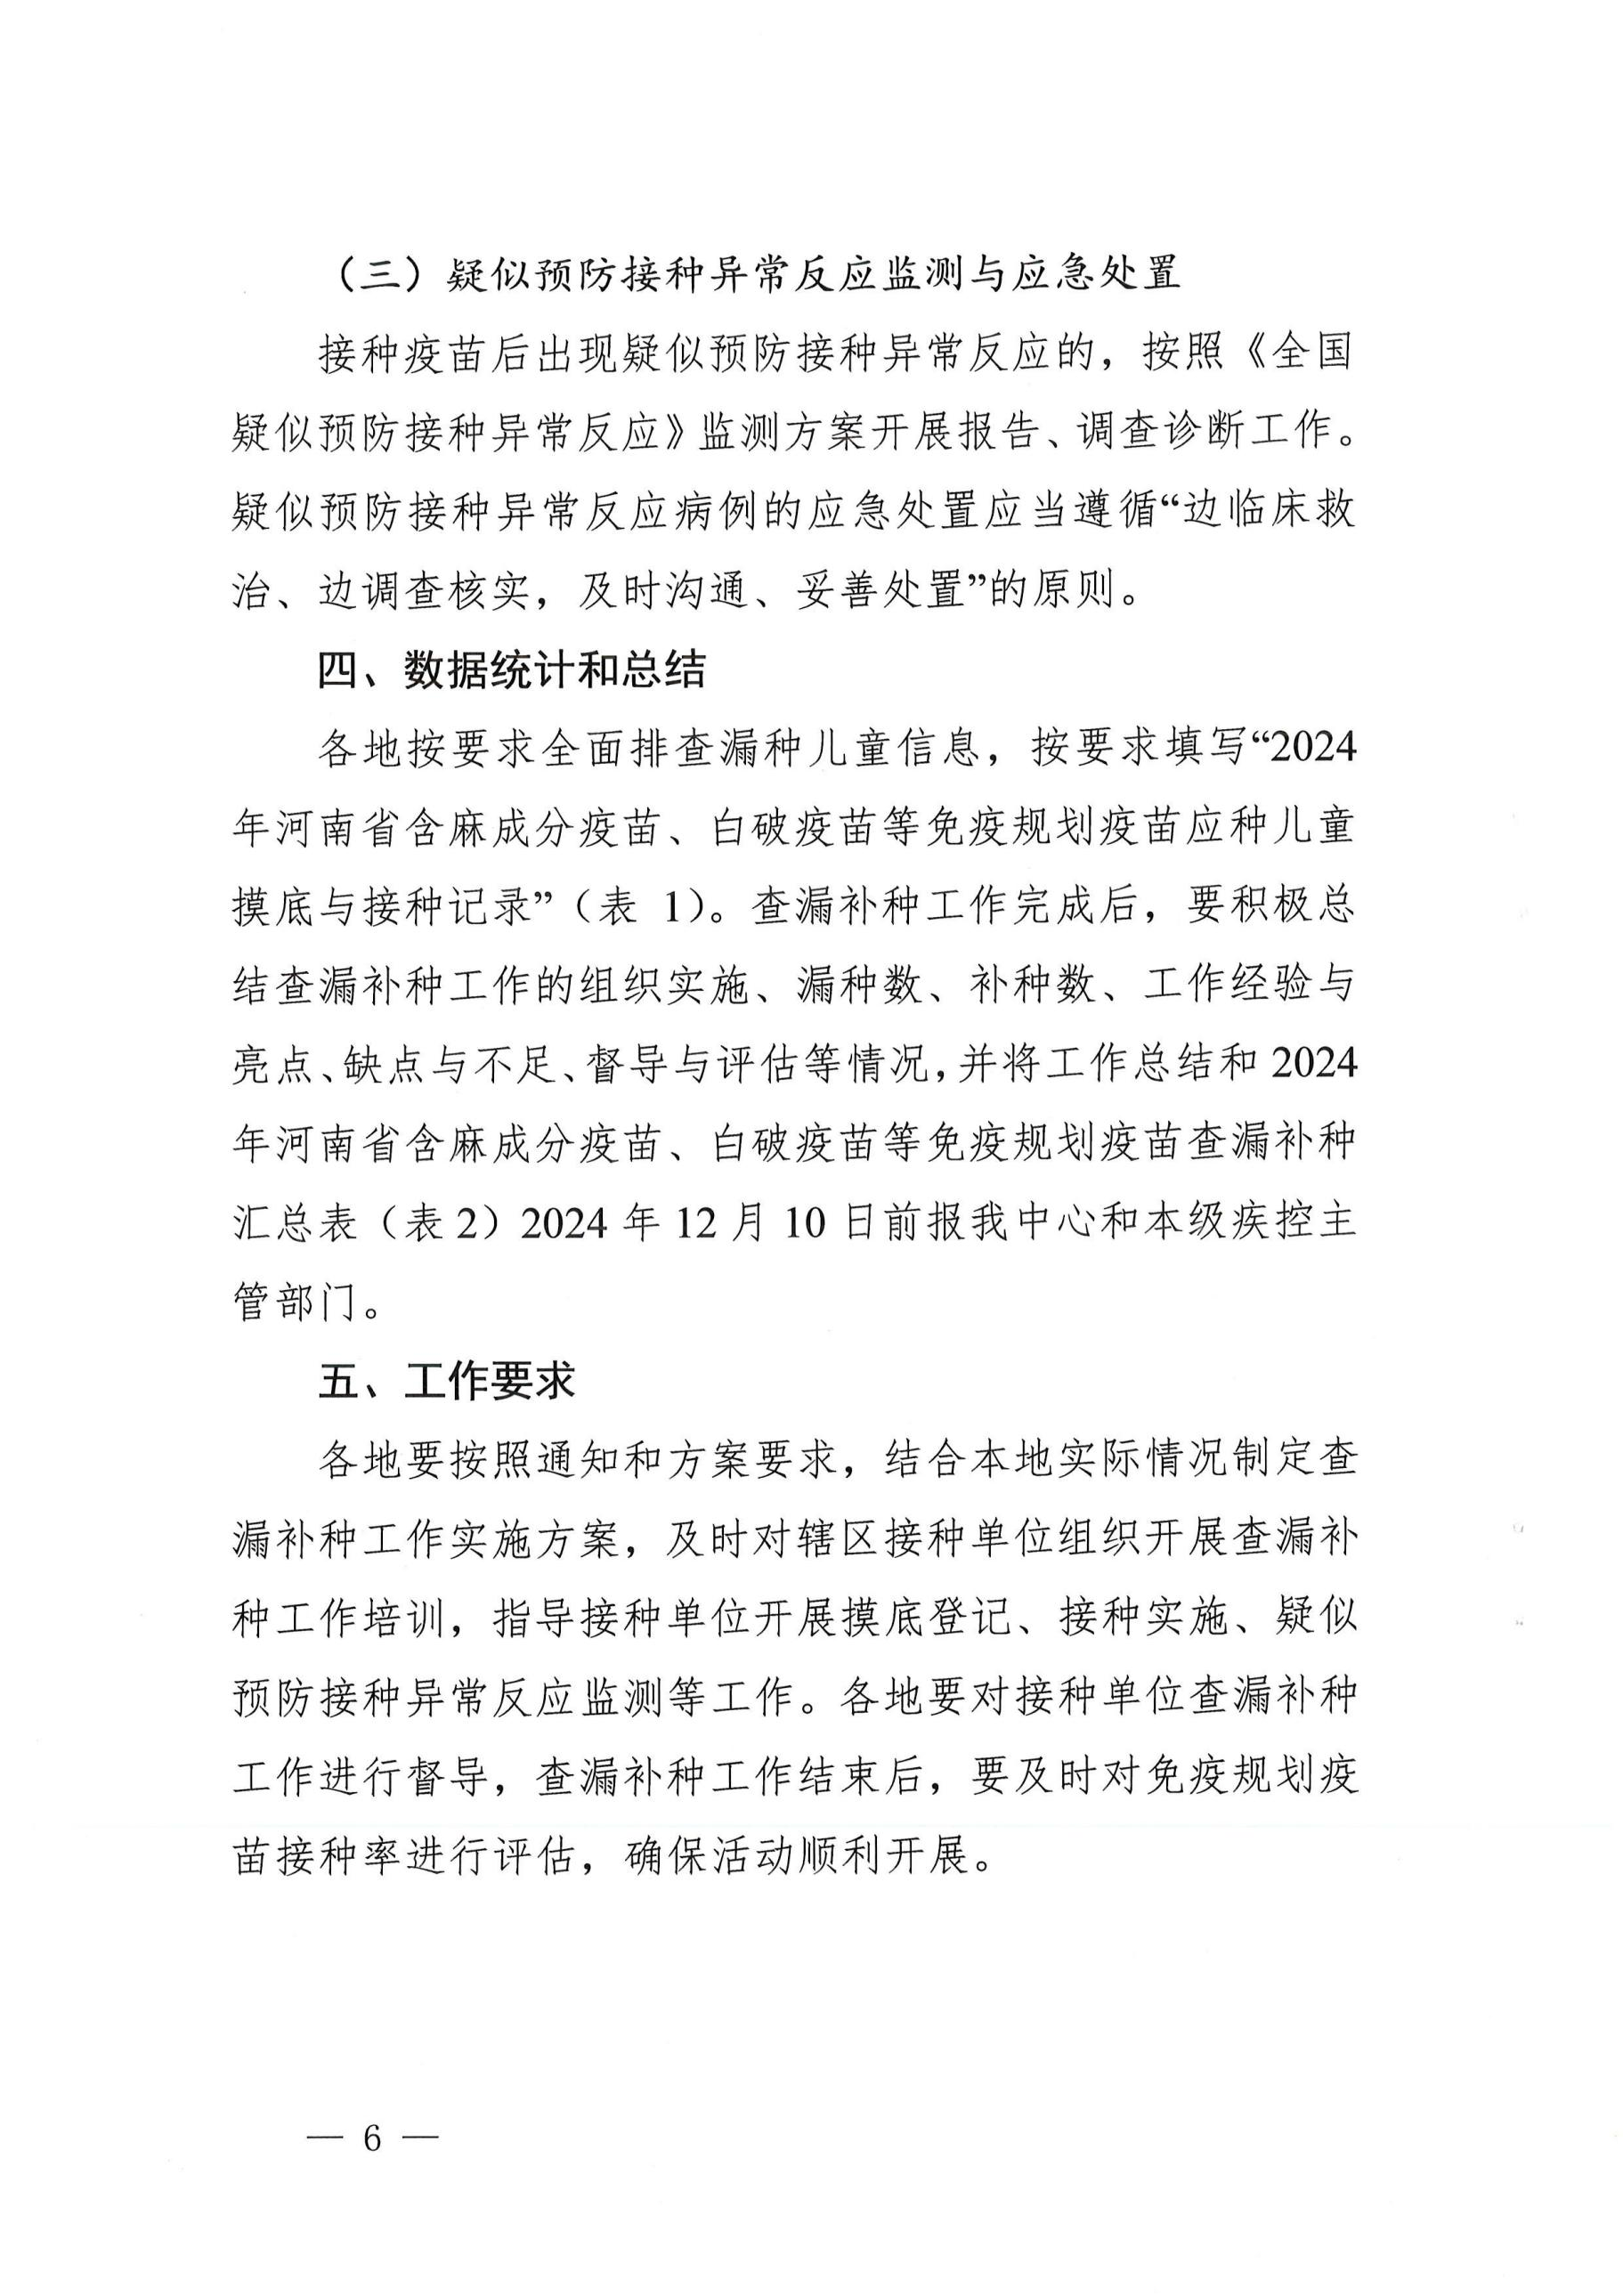 （三）疑似预防接种异常反应监测与应急处置
接种疫苗后出现疑似预防接种异常反应的，按照《全国
疑似预防接种异常反应》监测方案开展报告、调查诊断工作。
疑似预防接种异常反应病例的应急处置应当遵循“边临床救
治、边调查核实，及时沟通、妥善处置”的原则。
四、数据统计和总结
各地按要求全面排查漏种儿童信息，按要求填写“2024
年河南省含麻成分疫苗、白破疫苗等免疫规划疫苗应种儿童
摸底与接种记录”（表 1）。查漏补种工作完成后，要积极总
结查漏补种工作的组织实施、漏种数、补种数、工作经验与
亮点、缺点与不足、督导与评估等情况，并将工作总结和 2024
年河南省含麻成分疫苗、白破疫苗等免疫规划疫苗查漏补种
汇总表（表 2）2024 年 12 月 10 日前报我中心和本级疾控主
管部门。
五、工作要求
各地要按照通知和方案要求，结合本地实际情况制定查
漏补种工作实施方案，及时对辖区接种单位组织开展查漏补
种工作培训，指导接种单位开展摸底登记、接种实施、疑似
预防接种异常反应监测等工作。各地要对接种单位查漏补种
工作进行督导，查漏补种工作结束后，要及时对免疫规划疫
苗接种率进行评估，确保活动顺利开展。
— 6 —